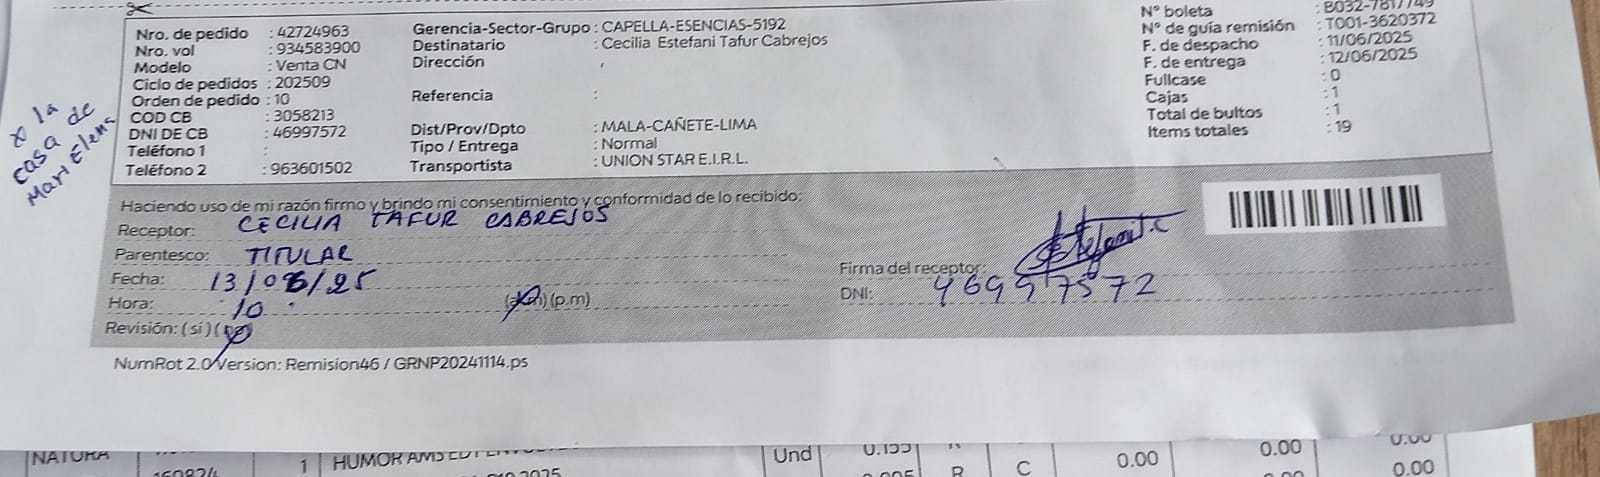 Nro. de pedido : 42724963
Nro. vol : 934583900
Modelo : Venta CN
Ciclo de pedidos : 202509
Orden de pedido : 10
COD CB : 3058213
DNI DE CB : 46997572
Teléfono 1 :
Teléfono 2 : 963601502
Gerencia-Sector-Grupo : CAPELLA-ESENCIAS-5192
Destinatario : Cecilia Estefani Tafur Cabrejos
Dirección
Referencia :
Dist/Prov/Dpto : MALA-CAÑETE-LIMA
Tipo / Entrega : Normal
Transportista : UNION STAR E.I.R.L.
N° boleta : B032-7817749
N° de guía remisión : T001-3620372
F. de despacho : 11/06/2025
F. de entrega : 12/06/2025
Fullcase : 0
Cajas : 1
Total de bultos : 1
Items totales : 19
x la
casa de
Mari Elena
Haciendo uso de mi razón firmo y brindo mi consentimiento y conformidad de lo recibido:
Receptor: CECILIA TAFUR CABREJOS
Parentesco: TITULAR
Fecha: 13/06/25
Hora: 10 (a.m) (p.m)
Revisión: ( si ) ( no )
Firma del receptor:
DNI: 46997572
NumRot 2.0 Version: Remision46 / GRNP20241114.ps
NATURA
160824 1 HUMOR Und 0.155 0.00 0.00 0.00
R C 0.00